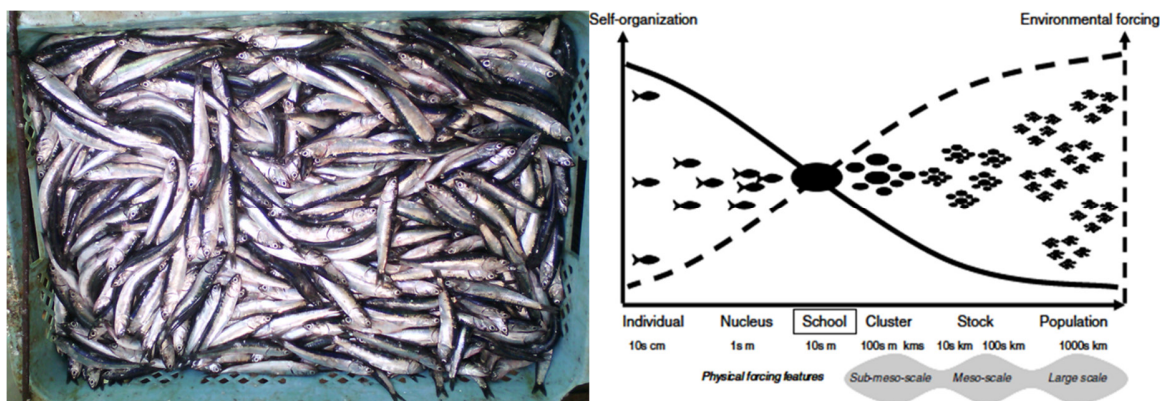 Self-organization Environmental forcing
Individual Nucleus School Cluster Stock Population
10s cm 1s m 10s m 100s m kms 10s km 100s km 1000s km
Physical forcing features Sub-meso-scale Meso-scale Large scale